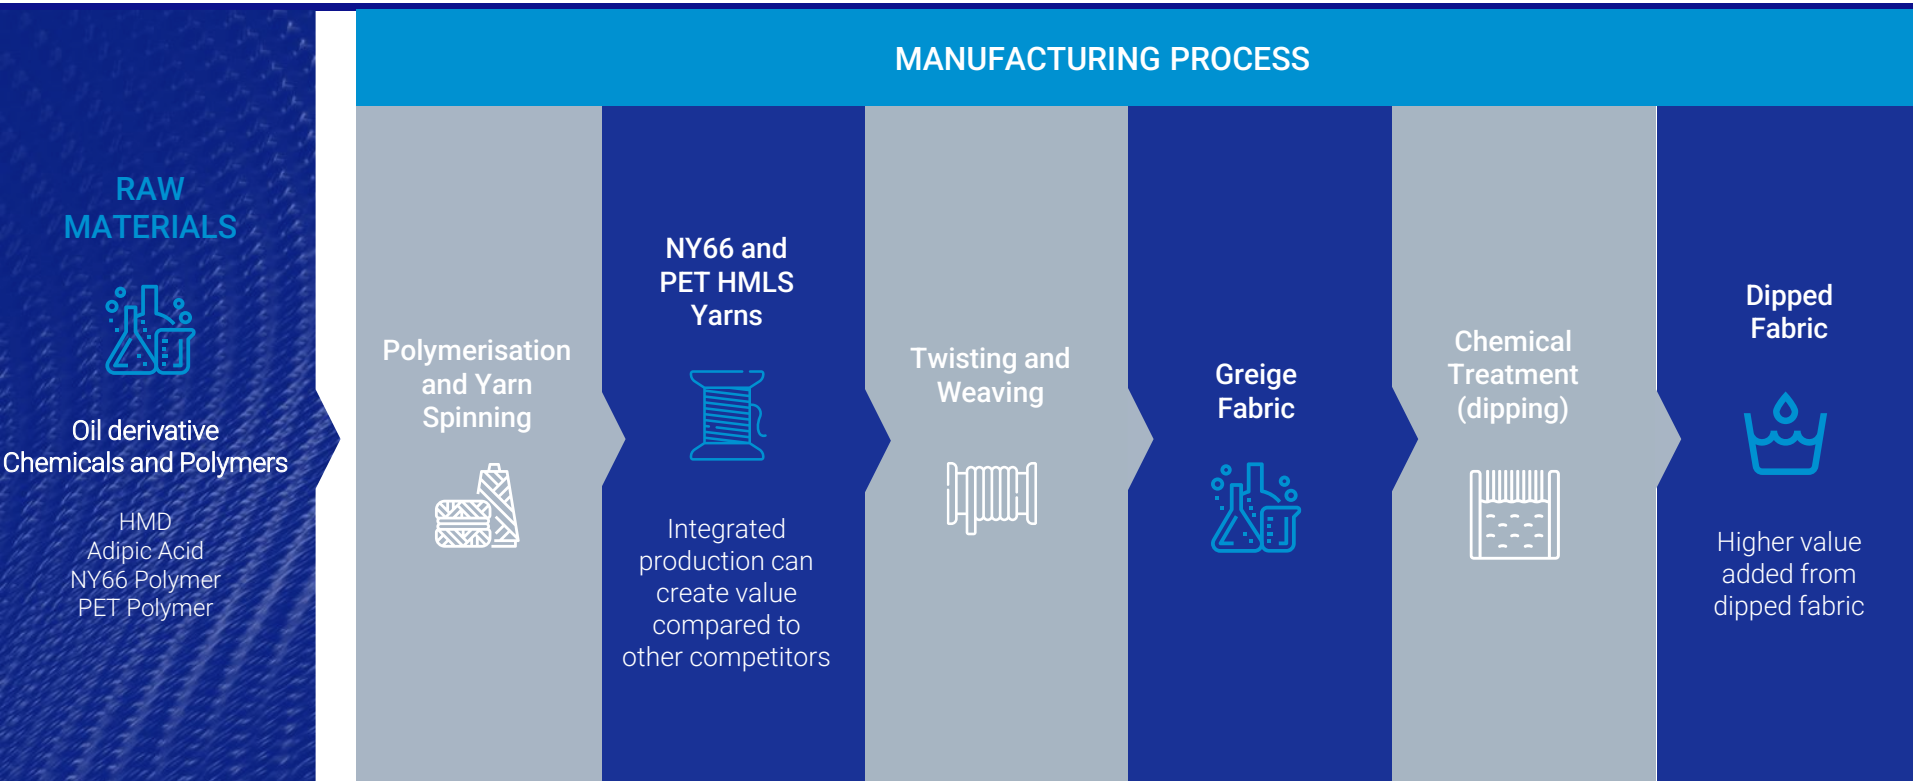 MANUFACTURING PROCESS
RAW
MATERIALS
Oil derivative
Chemicals and Polymers
HMD
Adipic Acid
NY66 Polymer
PET Polymer
Polymerisation
and Yarn
Spinning
NY66 and
PET HMLS
Yarns
Integrated
production can
create value
compared to
other competitors
Twisting and
Weaving
Greige
Fabric
Chemical
Treatment
(dipping)
Dipped
Fabric
Higher value
added from
dipped fabric